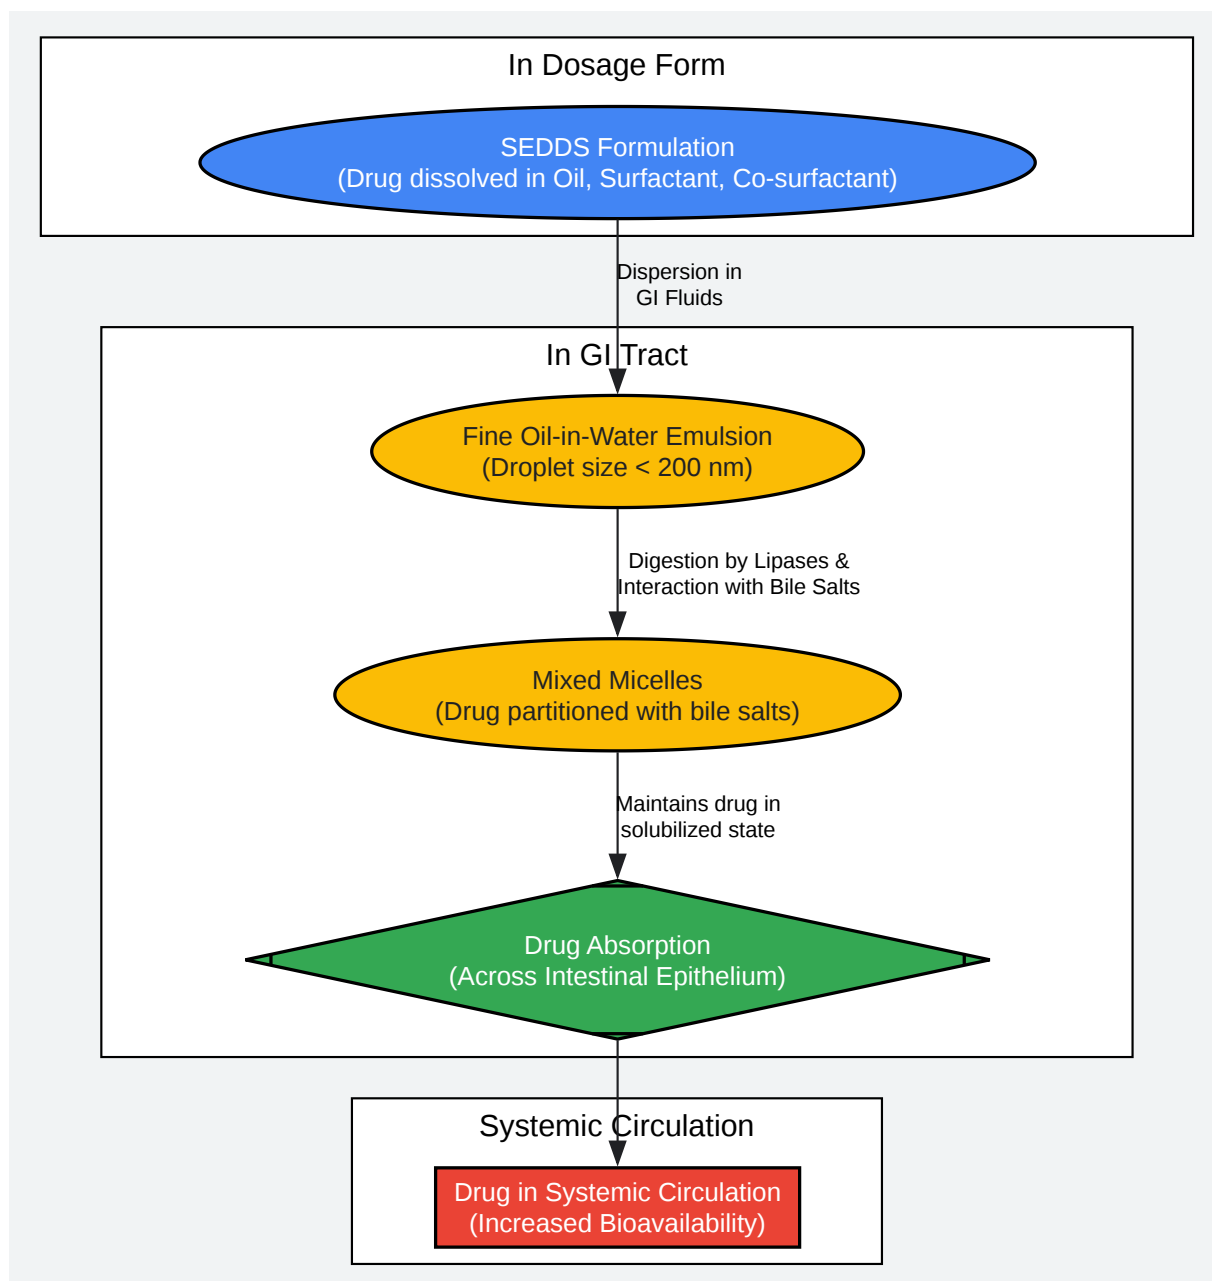 In Dosage Form
SEDDS Formulation
(Drug dissolved in Oil, Surfactant, Co-surfactant)
Dispersion in
GI Fluids
In GI Tract
Fine Oil-in-Water Emulsion
(Droplet size < 200 nm)
Digestion by Lipases &
Interaction with Bile Salts
Mixed Micelles
(Drug partitioned with bile salts)
Maintains drug in
solubilized state
Drug Absorption
(Across Intestinal Epithelium)
Systemic Circulation
Drug in Systemic Circulation
(Increased Bioavailability)